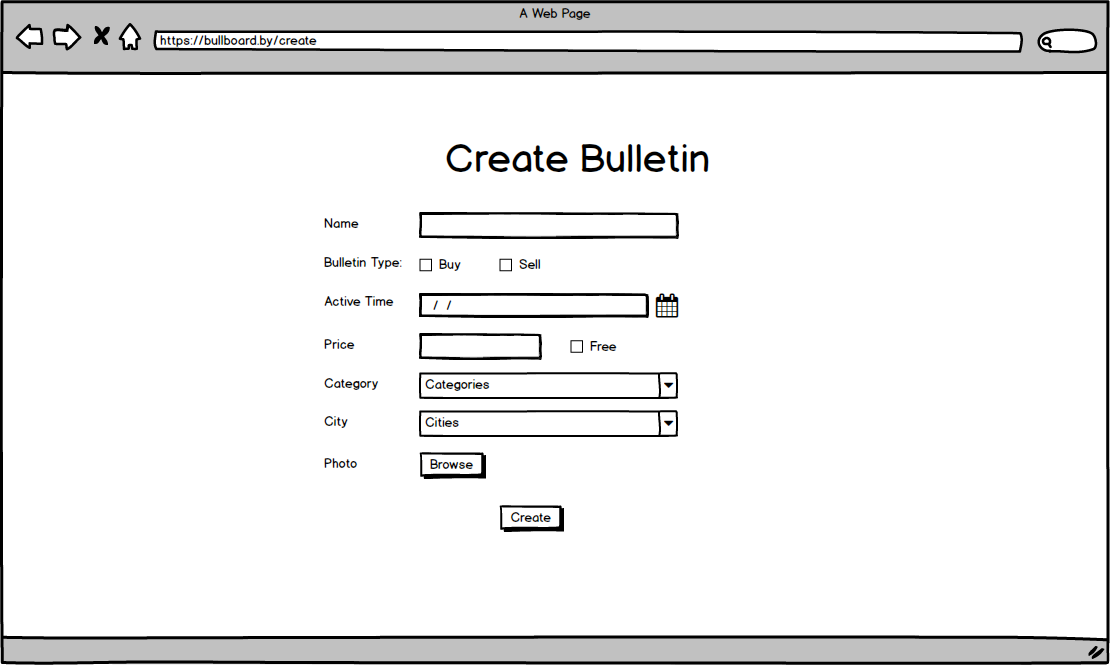 A Web Page
https://bullboard.by/create
Create Bulletin
Name
Bulletin Type: Buy Sell
Active Time / /
Price Free
Category Categories
City Cities
Photo Browse
Create